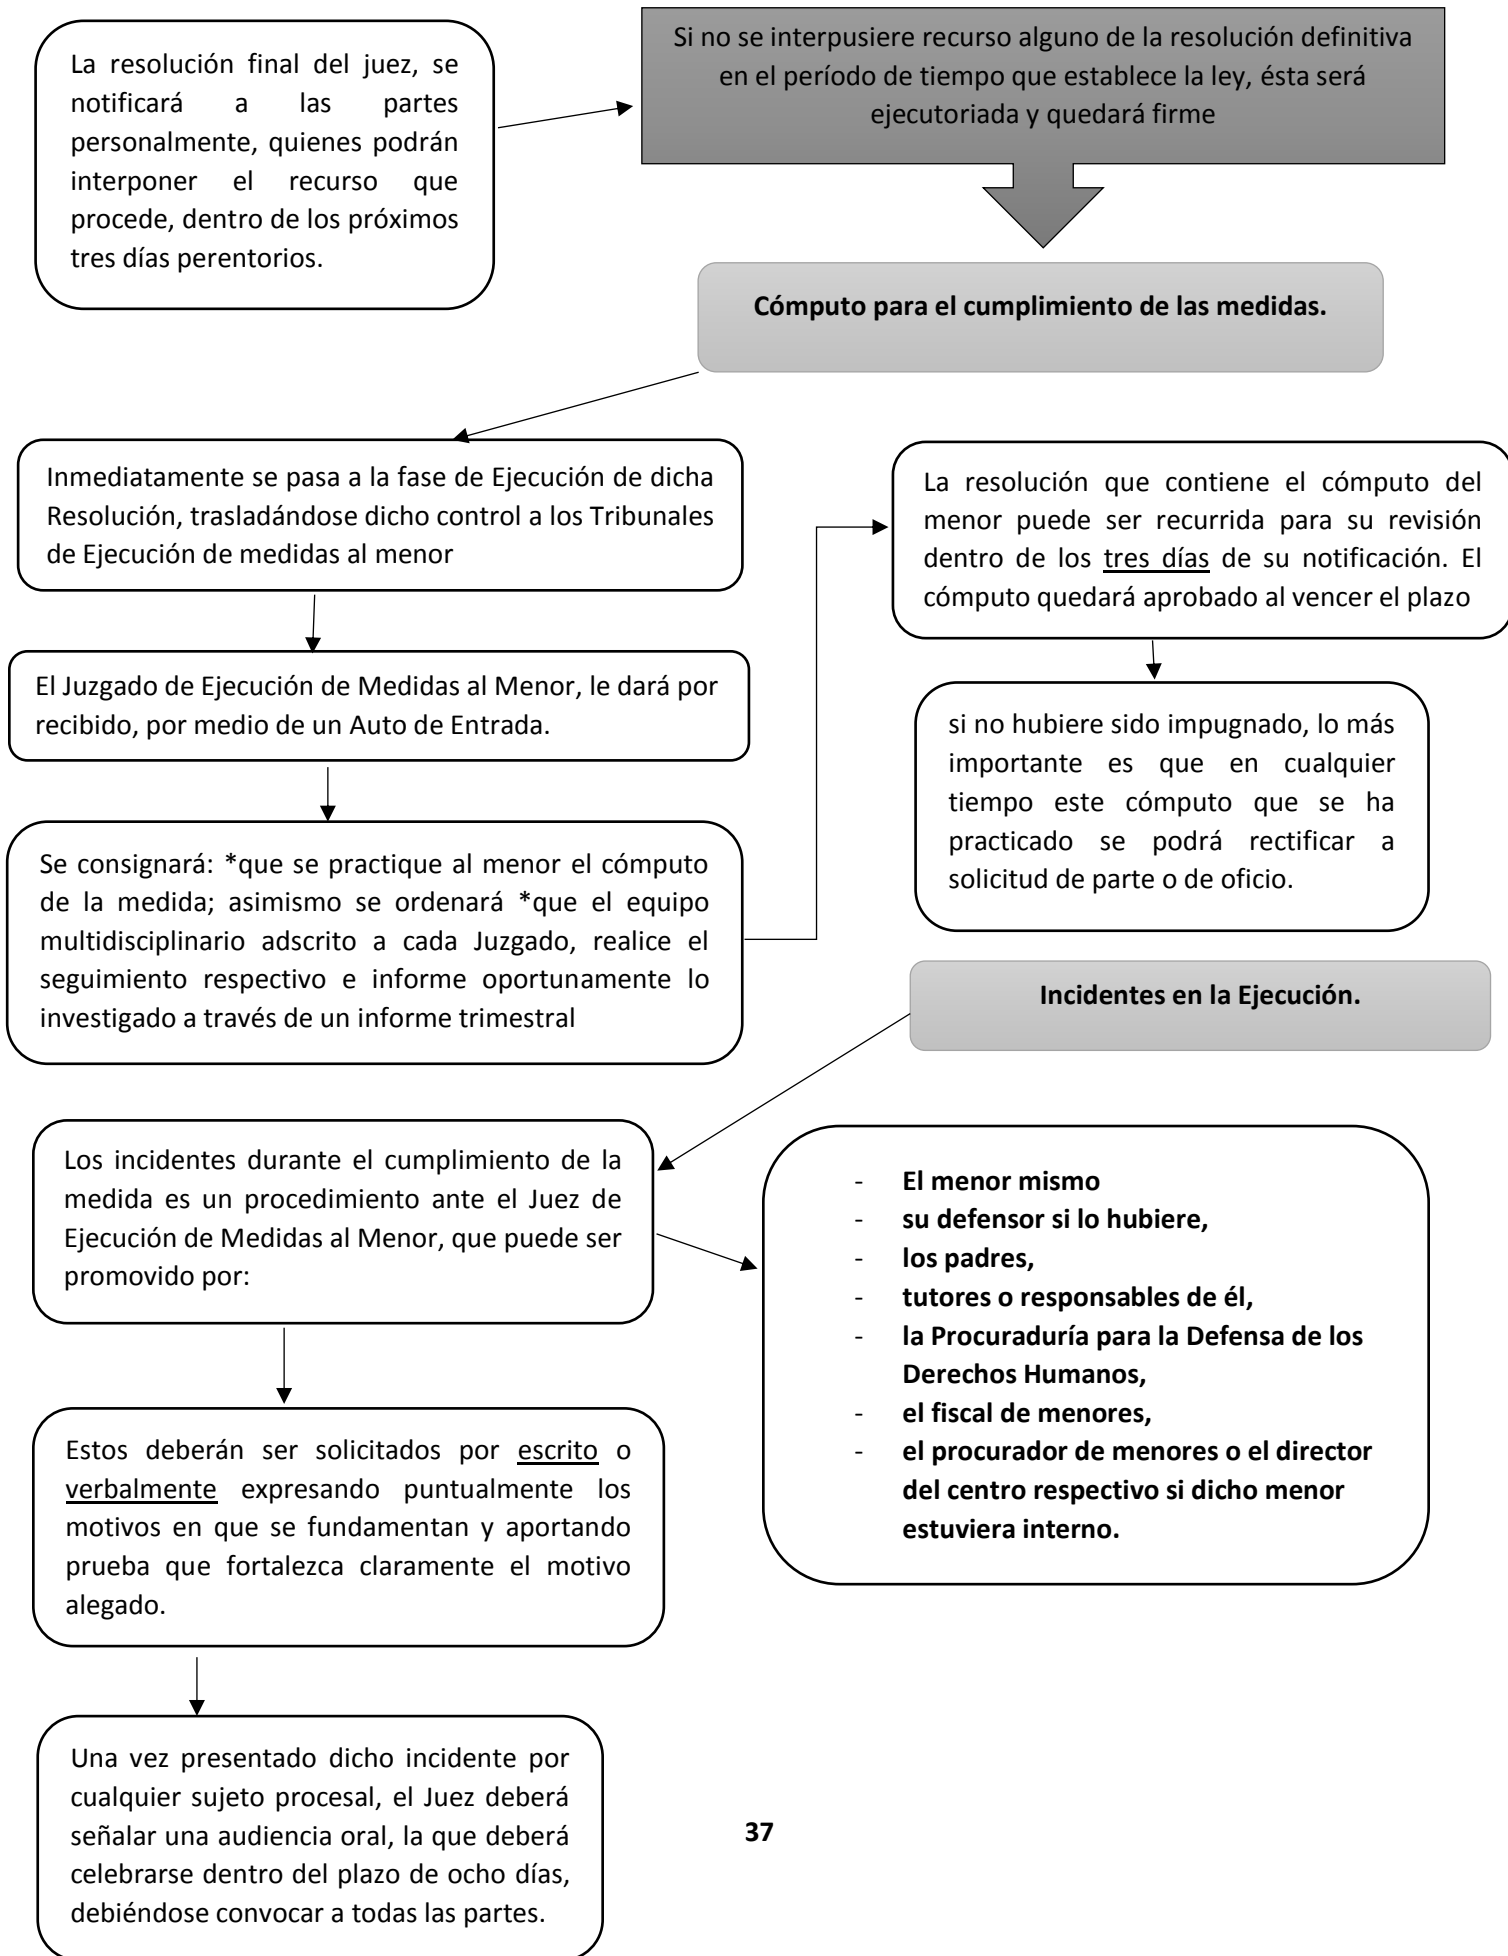 La resolución final del juez, se
notificará a las partes
personalmente, quienes podrán
interponer el recurso que
procede, dentro de los próximos
tres días perentorios.
Si no se interpusiere recurso alguno de la resolución definitiva
en el período de tiempo que establece la ley, ésta será
ejecutoriada y quedará firme
Cómputo para el cumplimiento de las medidas.
Inmediatamente se pasa a la fase de Ejecución de dicha
Resolución, trasladándose dicho control a los Tribunales
de Ejecución de medidas al menor
El Juzgado de Ejecución de Medidas al Menor, le dará por
recibido, por medio de un Auto de Entrada.
Se consignará: *que se practique al menor el cómputo
de la medida; asimismo se ordenará *que el equipo
multidisciplinario adscrito a cada Juzgado, realice el
seguimiento respectivo e informe oportunamente lo
investigado a través de un informe trimestral
La resolución que contiene el cómputo del
menor puede ser recurrida para su revisión
dentro de los tres días de su notificación. El
cómputo quedará aprobado al vencer el plazo
si no hubiere sido impugnado, lo más
importante es que en cualquier
tiempo este cómputo que se ha
practicado se podrá rectificar a
solicitud de parte o de oficio.
Incidentes en la Ejecución.
Los incidentes durante el cumplimiento de la
medida es un procedimiento ante el Juez de
Ejecución de Medidas al Menor, que puede ser
promovido por:
- El menor mismo
- su defensor si lo hubiere,
- los padres,
- tutores o responsables de él,
- la Procuraduría para la Defensa de los
Derechos Humanos,
- el fiscal de menores,
- el procurador de menores o el director
del centro respectivo si dicho menor
estuviera interno.
Estos deberán ser solicitados por escrito o
verbalmente expresando puntualmente los
motivos en que se fundamentan y aportando
prueba que fortalezca claramente el motivo
alegado.
Una vez presentado dicho incidente por
cualquier sujeto procesal, el Juez deberá
señalar una audiencia oral, la que deberá
celebrarse dentro del plazo de ocho días,
debiéndose convocar a todas las partes.
37